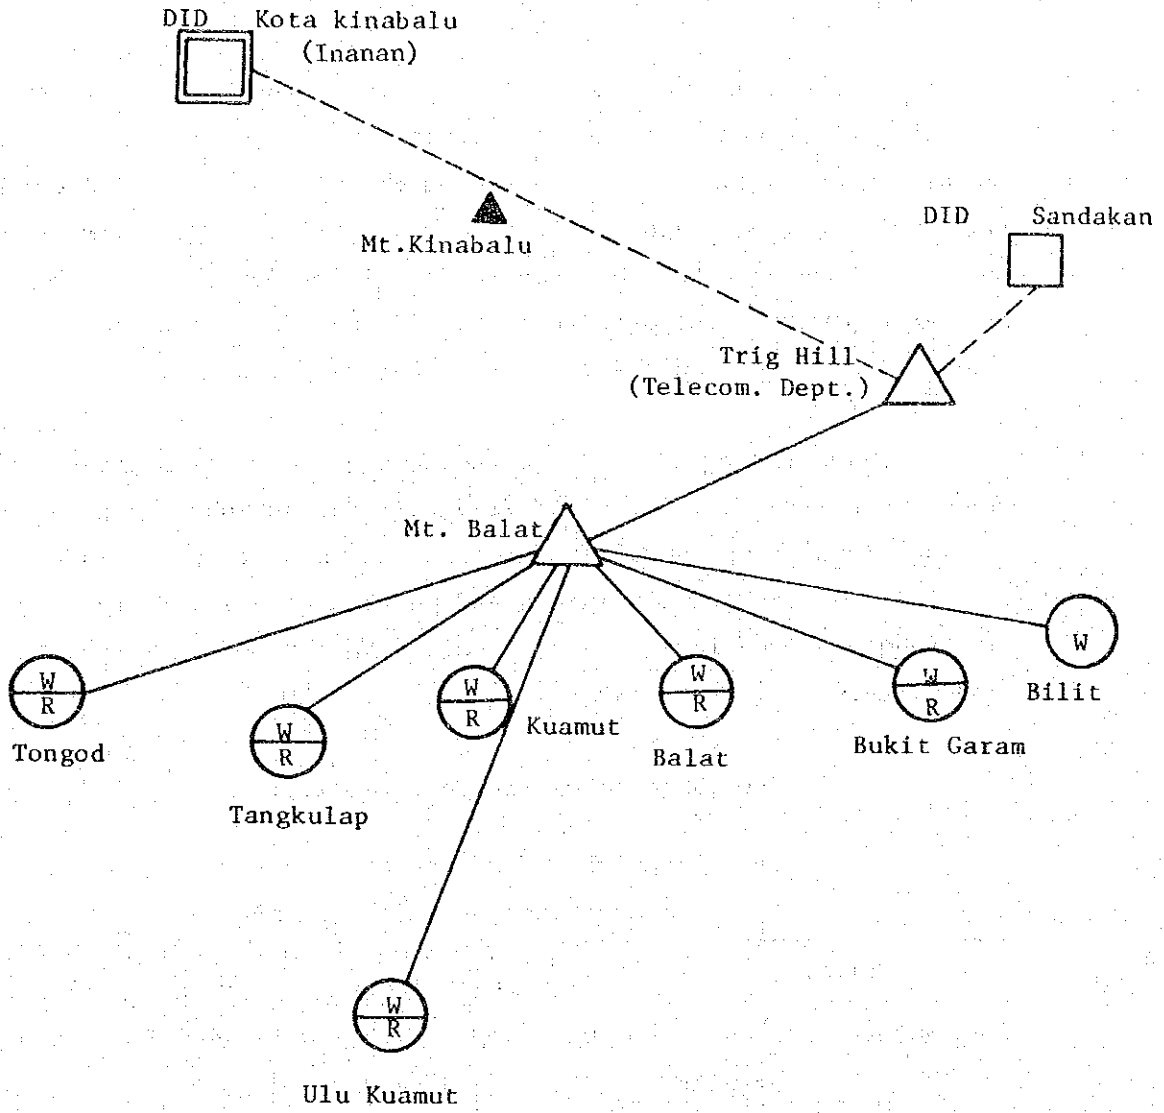 DID Kota kinabalu
(Inanan)
Mt.Kinabalu
DID Sandakan
Trig Hill
(Telecom. Dept.)
Mt. Balat
W
R
Tongod
W
R
Tangkulap
W
R
Kuamut
W
R
Balat
W
R
Bukit Garam
W
Bilit
W
R
Ulu Kuamut